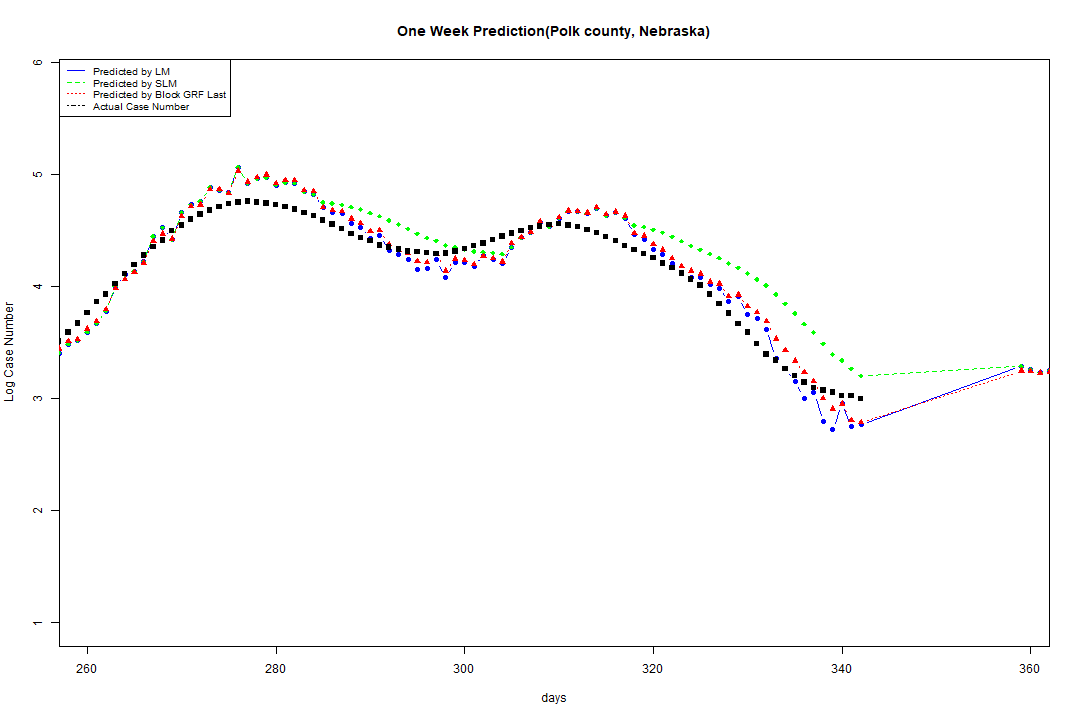 One Week Prediction(Polk county, Nebraska)
Predicted by LM
Predicted by SLM
Predicted by Block GRF Last
Actual Case Number
6
5
4
3
2
1
Log Case Number
260 280 300 320 340 360
days